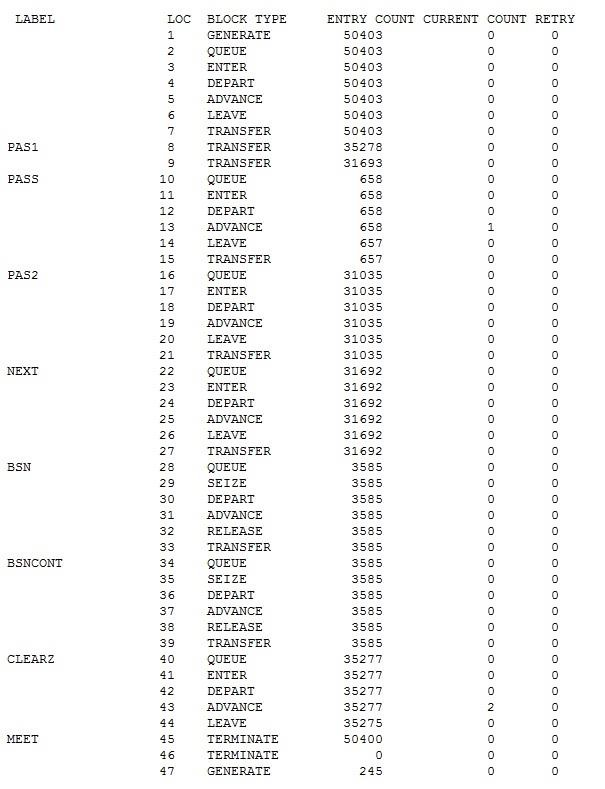 LABEL LOC BLOCK TYPE ENTRY COUNT CURRENT COUNT RETRY
1 GENERATE 50403 0 0
2 QUEUE 50403 0 0
3 ENTER 50403 0 0
4 DEPART 50403 0 0
5 ADVANCE 50403 0 0
6 LEAVE 50403 0 0
7 TRANSFER 50403 0 0
PAS1 8 TRANSFER 35278 0 0
9 TRANSFER 31693 0 0
PASS 10 QUEUE 658 0 0
11 ENTER 658 0 0
12 DEPART 658 0 0
13 ADVANCE 658 1 0
14 LEAVE 657 0 0
15 TRANSFER 657 0 0
PAS2 16 QUEUE 31035 0 0
17 ENTER 31035 0 0
18 DEPART 31035 0 0
19 ADVANCE 31035 0 0
20 LEAVE 31035 0 0
21 TRANSFER 31035 0 0
NEXT 22 QUEUE 31692 0 0
23 ENTER 31692 0 0
24 DEPART 31692 0 0
25 ADVANCE 31692 0 0
26 LEAVE 31692 0 0
27 TRANSFER 31692 0 0
BSN 28 QUEUE 3585 0 0
29 SEIZE 3585 0 0
30 DEPART 3585 0 0
31 ADVANCE 3585 0 0
32 RELEASE 3585 0 0
33 TRANSFER 3585 0 0
BSNCONT 34 QUEUE 3585 0 0
35 SEIZE 3585 0 0
36 DEPART 3585 0 0
37 ADVANCE 3585 0 0
38 RELEASE 3585 0 0
39 TRANSFER 3585 0 0
CLEARZ 40 QUEUE 35277 0 0
41 ENTER 35277 0 0
42 DEPART 35277 0 0
43 ADVANCE 35277 2 0
44 LEAVE 35275 0 0
MEET 45 TERMINATE 50400 0 0
46 TERMINATE 0 0 0
47 GENERATE 245 0 0